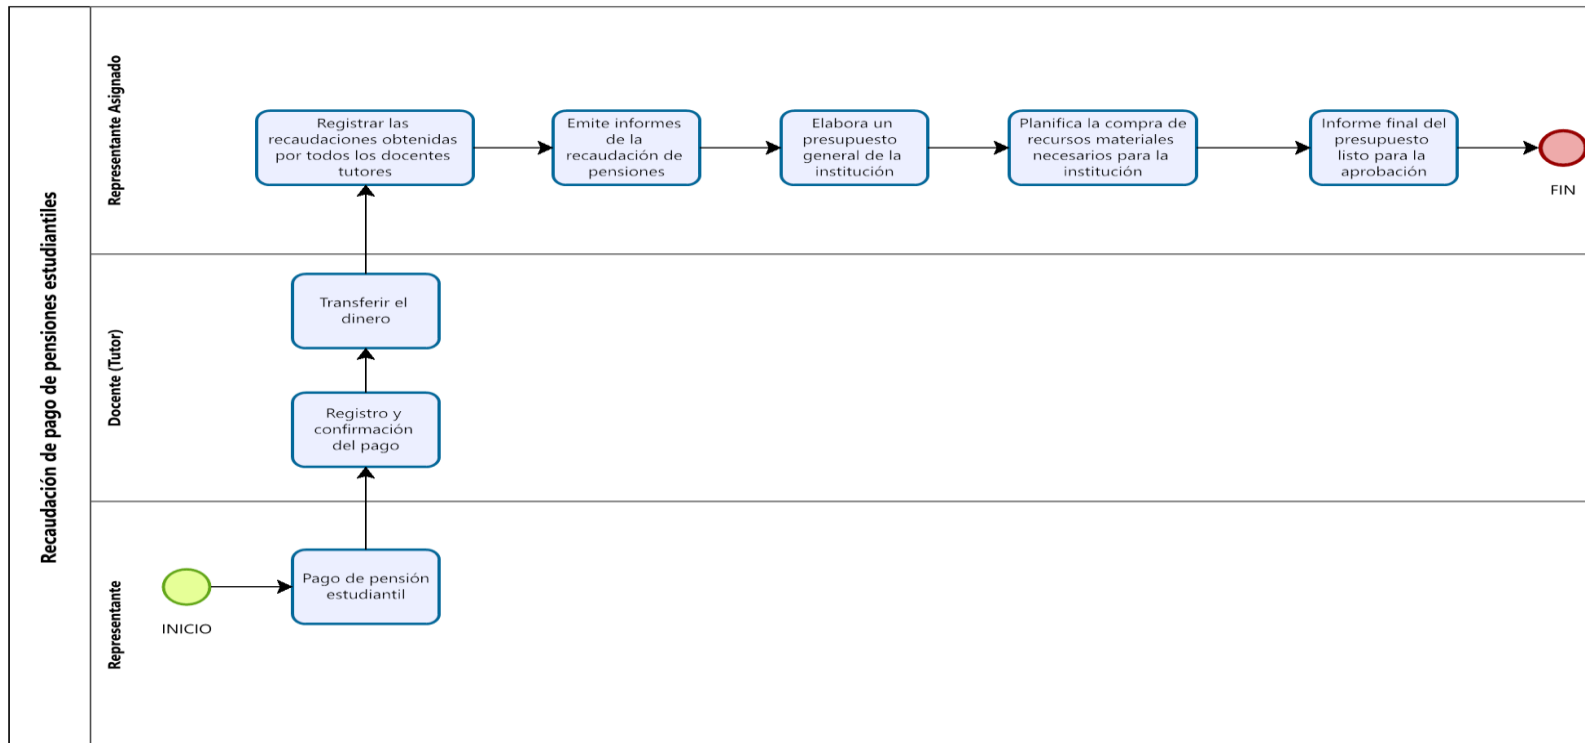 Recaudación de pago de pensiones estudiantiles
Representante Asignado
Registrar las
recaudaciones obtenidas
por todos los docentes
tutores
Emite informes
de la
recaudación de
pensiones
Elabora un
presupuesto
general de la
institución
Planifica la compra de
recursos materiales
necesarios para la
institución
Informe final del
presupuesto
listo para la
aprobación
FIN
Docente (Tutor)
Transferir el
dinero
Registro y
confirmación
del pago
Representante
INICIO
Pago de pensión
estudiantil